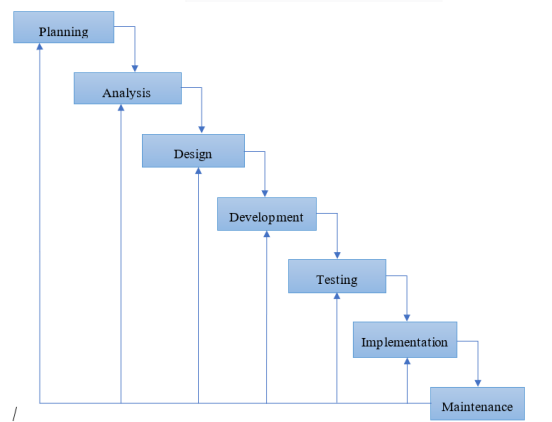 Planning
Analysis
Design
Development
Testing
Implementation
Maintenance
/